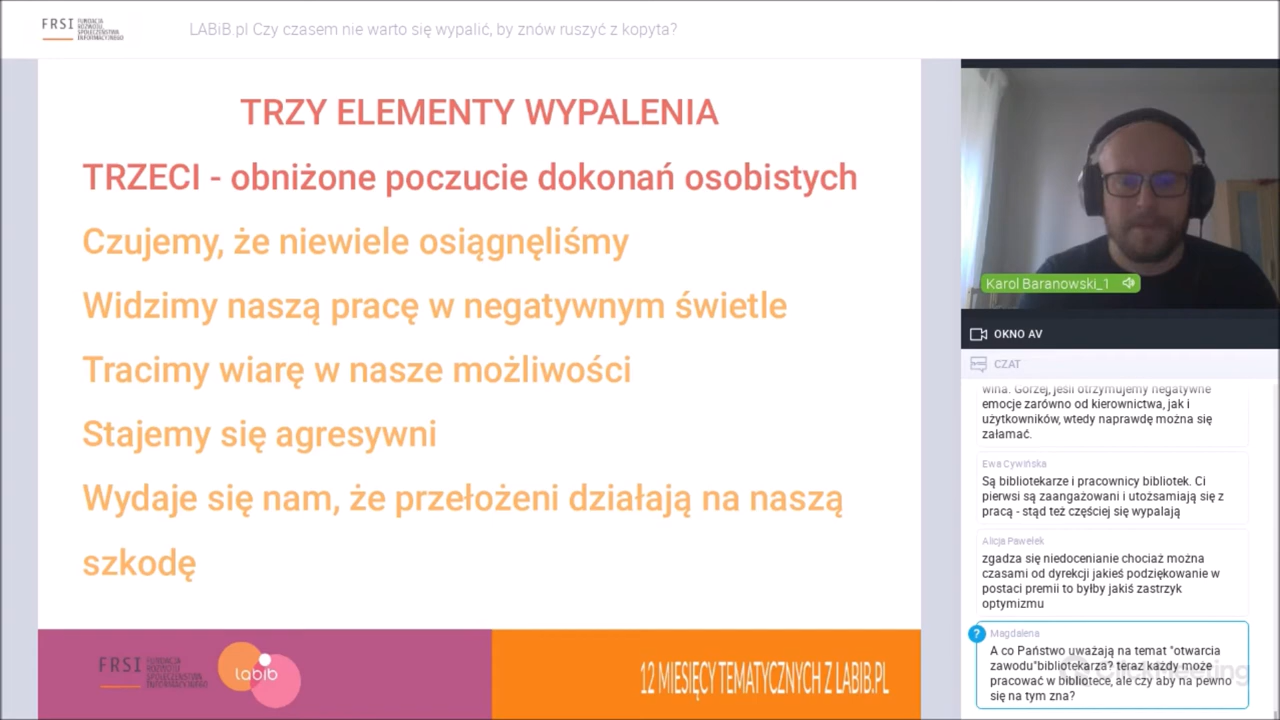 FRSI FUNDACJA
ROZWOJU
SPOŁECZEŃSTWA
INFORMACYJNEGO
LABiB.pl Czy czasem nie warto się wypalić, by znów ruszyć z kopyta?
TRZY ELEMENTY WYPALENIA
TRZECI - obniżone poczucie dokonań osobistych
Czujemy, że niewiele osiągnęliśmy
Widzimy naszą pracę w negatywnym świetle
Tracimy wiarę w nasze możliwości
Stajemy się agresywni
Wydaje się nam, że przełożeni działają na naszą
szkodę
FRSI FUNDACJA
ROZWOJU
SPOŁECZEŃSTWA
INFORMACYJNEGO
labib
12 MIESIĘCY TEMATYCZNYCH Z LABIB.PL
Karol Baranowski_1
OKNO AV
CZAT
wina. Gorzej, jeśli otrzymujemy negatywne
emocje zarówno od kierownictwa, jak i
użytkowników, wtedy naprawdę można się
załamać.
Ewa Cywińska
Są bibliotekarze i pracownicy bibliotek. Ci
pierwsi są zaangażowani i utożsamiają się z
pracą - stąd też częściej się wypalają
Alicja Pawełek
zgadza się niedocenianie chociaż można
czasami od dyrekcji jakieś podziękowanie w
postaci premii to byłby jakiś zastrzyk
optymizmu
?
Magdalena
A co Państwo uważają na temat "otwarcia
zawodu"bibliotekarza? teraz każdy może
pracować w bibliotece, ale czy aby na pewno
się na tym zna?
ClickMeeting